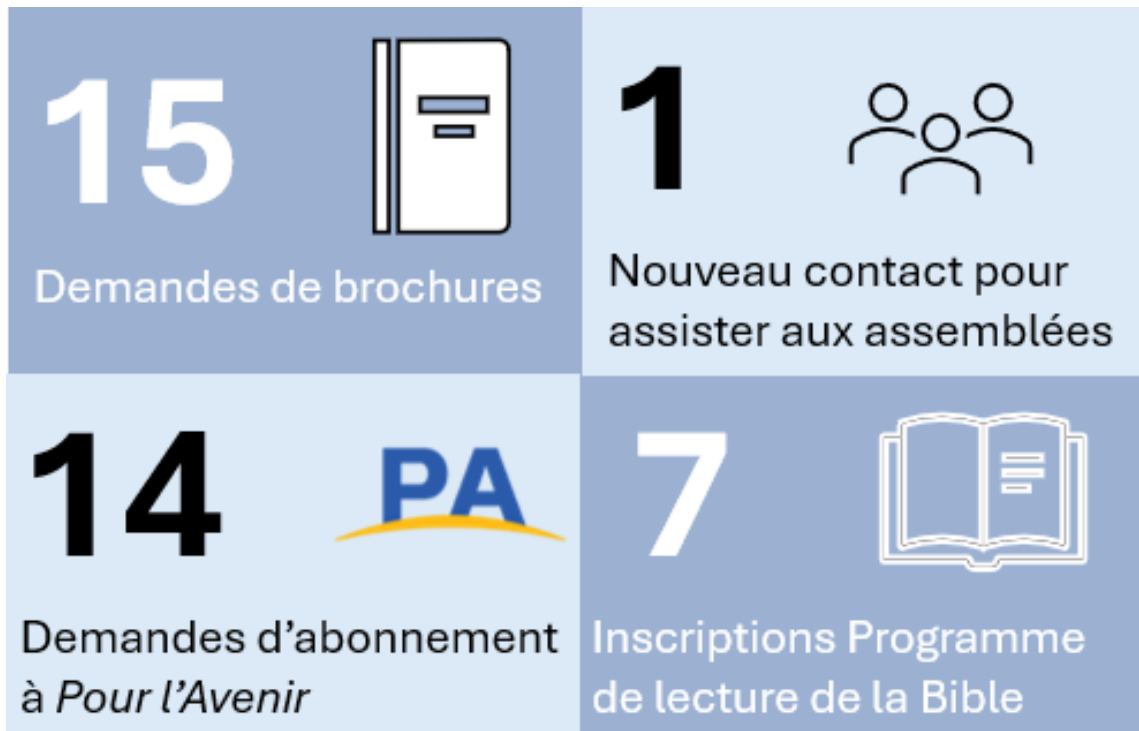 15
Demandes de brochures
1
Nouveau contact pour
assister aux assemblées
14
PA
Demandes d’abonnement
à Pour l’Avenir
7
Inscriptions Programme
de lecture de la Bible